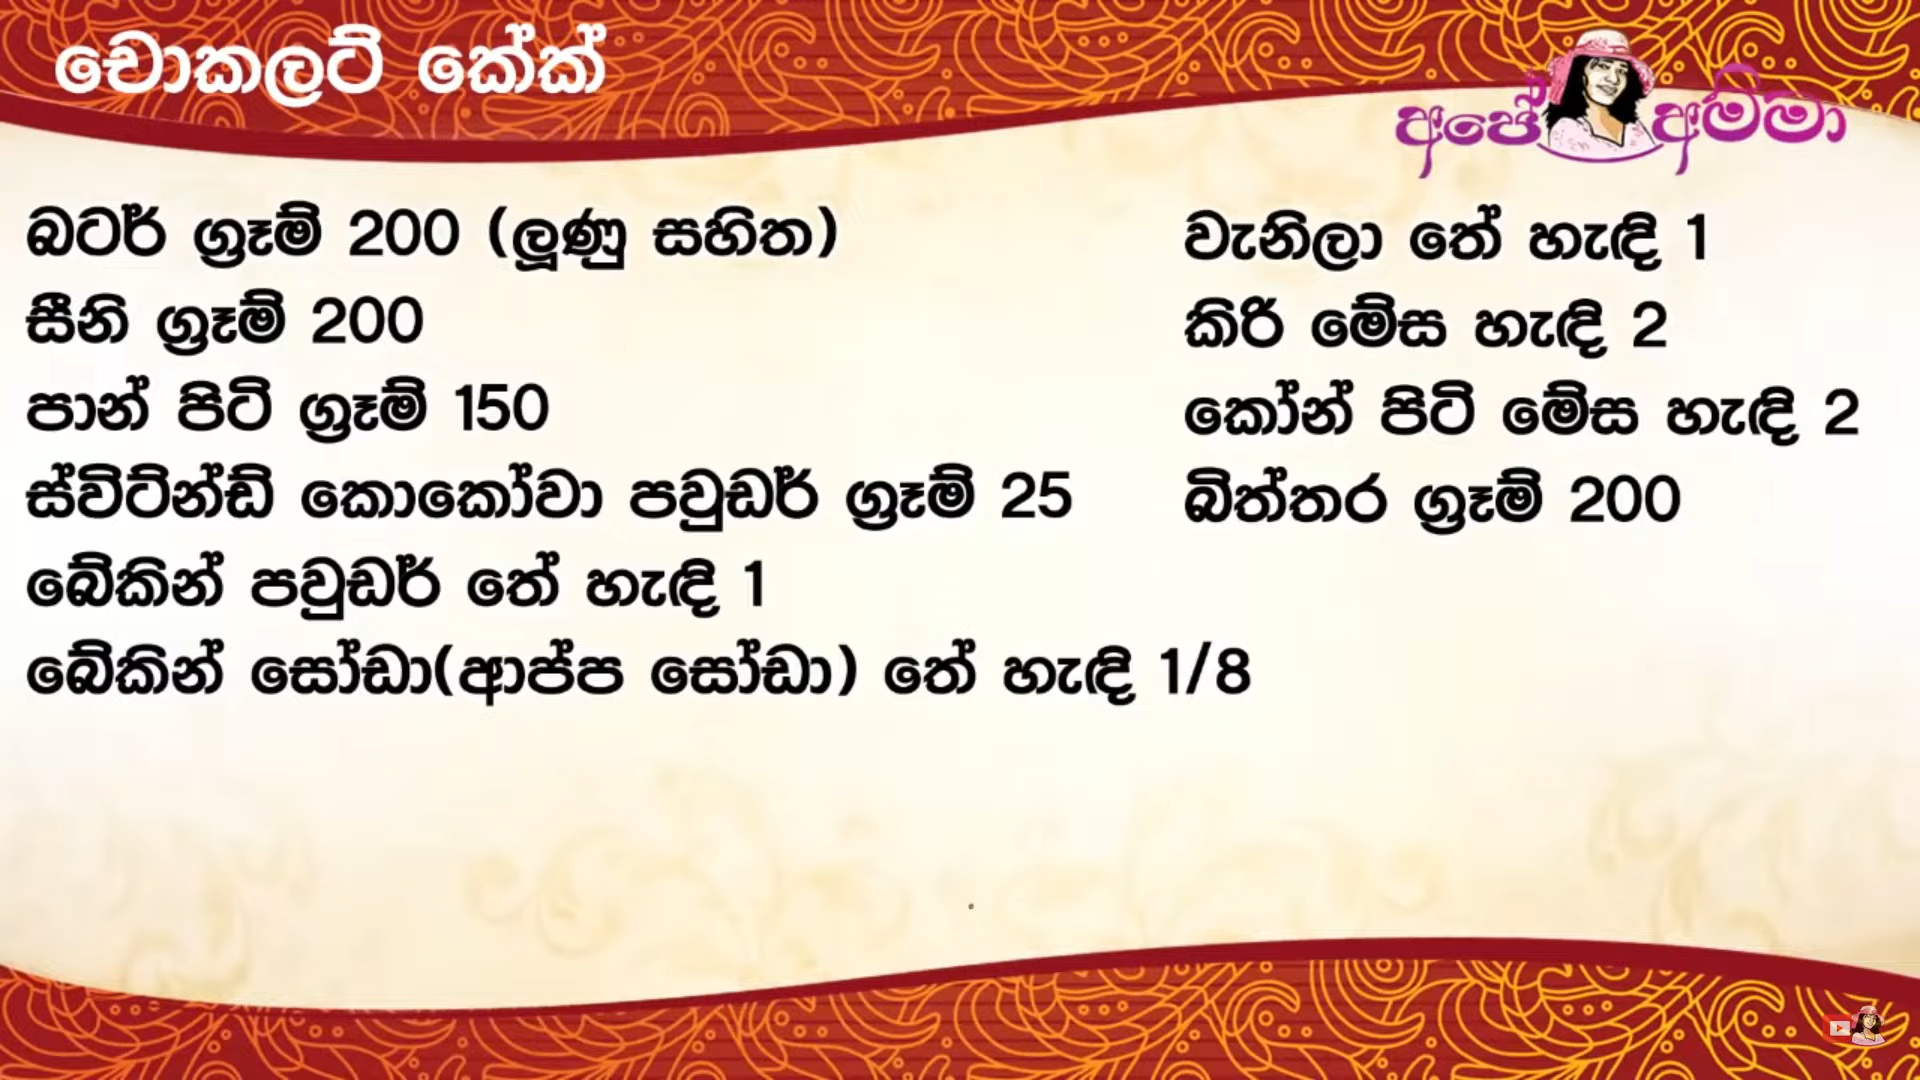 චොකලට් කේක්
අපේ අම්මා
බටර් ග්‍රෑම් 200 (ලූණු සහිත)
සීනි ග්‍රෑම් 200
පාන් පිටි ග්‍රෑම් 150
ස්විට්න්ඩ් කොකෝවා පවුඩර් ග්‍රෑම් 25
බේකින් පවුඩර් තේ හැඳි 1
බේකින් සෝඩා(ආප්ප සෝඩා) තේ හැඳි 1/8
වැනිලා තේ හැඳි 1
කිරි මේස හැඳි 2
කෝන් පිටි මේස හැඳි 2
බිත්තර ග්‍රෑම් 200